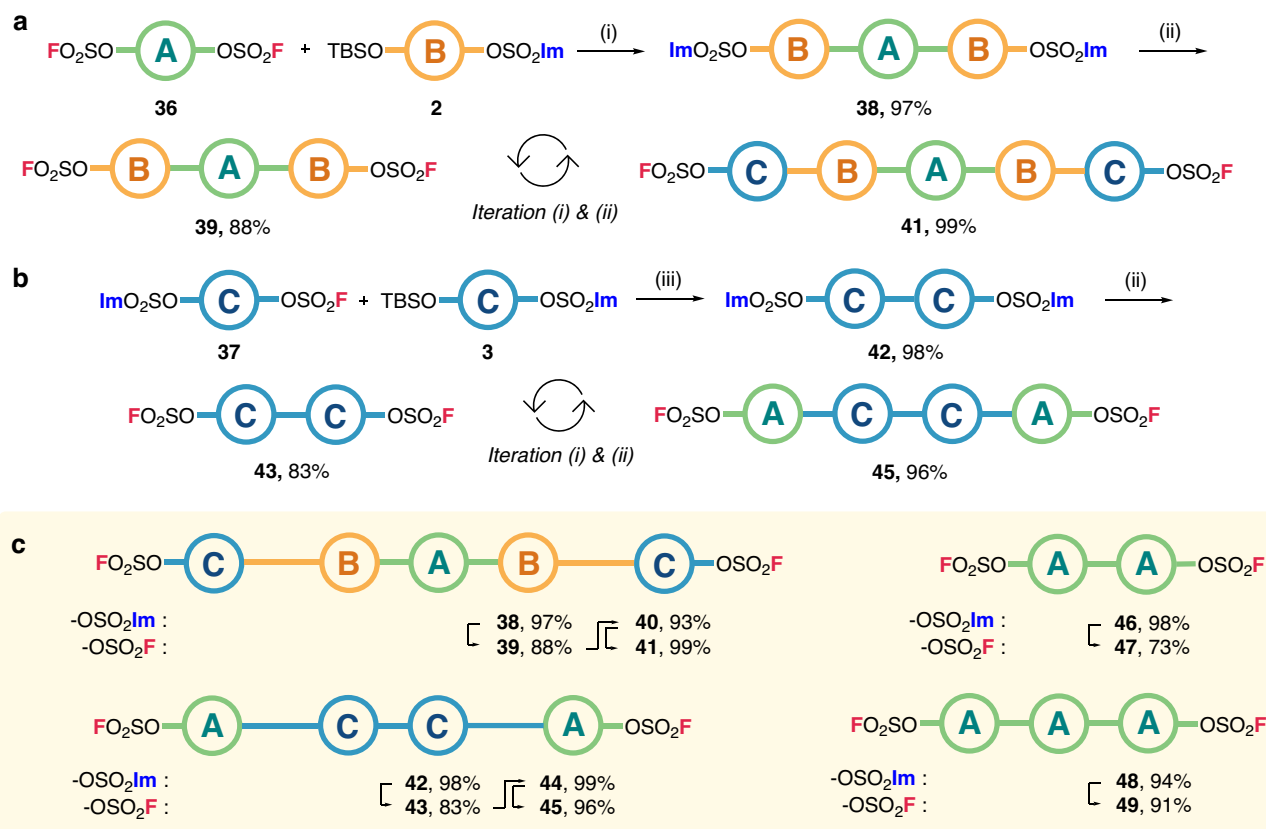 a
FO₂SO A OSO₂F + TBSO B OSO₂Im (i) ImO₂SO B A B OSO₂Im (ii)
36 2 38, 97%
FO₂SO B A B OSO₂F FO₂SO C B A B C OSO₂F
Iteration (i) & (ii)
39, 88% 41, 99%
b
ImO₂SO C OSO₂F + TBSO C OSO₂Im (iii) ImO₂SO C C OSO₂Im (ii)
37 3 42, 98%
FO₂SO C C OSO₂F FO₂SO A C C A OSO₂F
Iteration (i) & (ii)
43, 83% 45, 96%
c
FO₂SO C B A B C OSO₂F
-OSO₂Im : 38, 97% 40, 93%
-OSO₂F : 39, 88% 41, 99%
FO₂SO A A OSO₂F
-OSO₂Im : 46, 98%
-OSO₂F : 47, 73%
FO₂SO A C C A OSO₂F
-OSO₂Im : 42, 98% 44, 99%
-OSO₂F : 43, 83% 45, 96%
FO₂SO A A A OSO₂F
-OSO₂Im : 48, 94%
-OSO₂F : 49, 91%